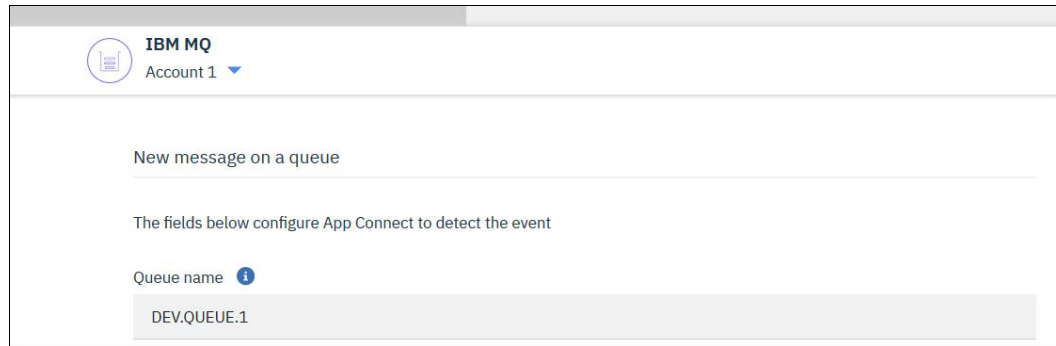 IBM MQ
Account 1
New message on a queue
The fields below configure App Connect to detect the event
Queue name
DEV.QUEUE.1